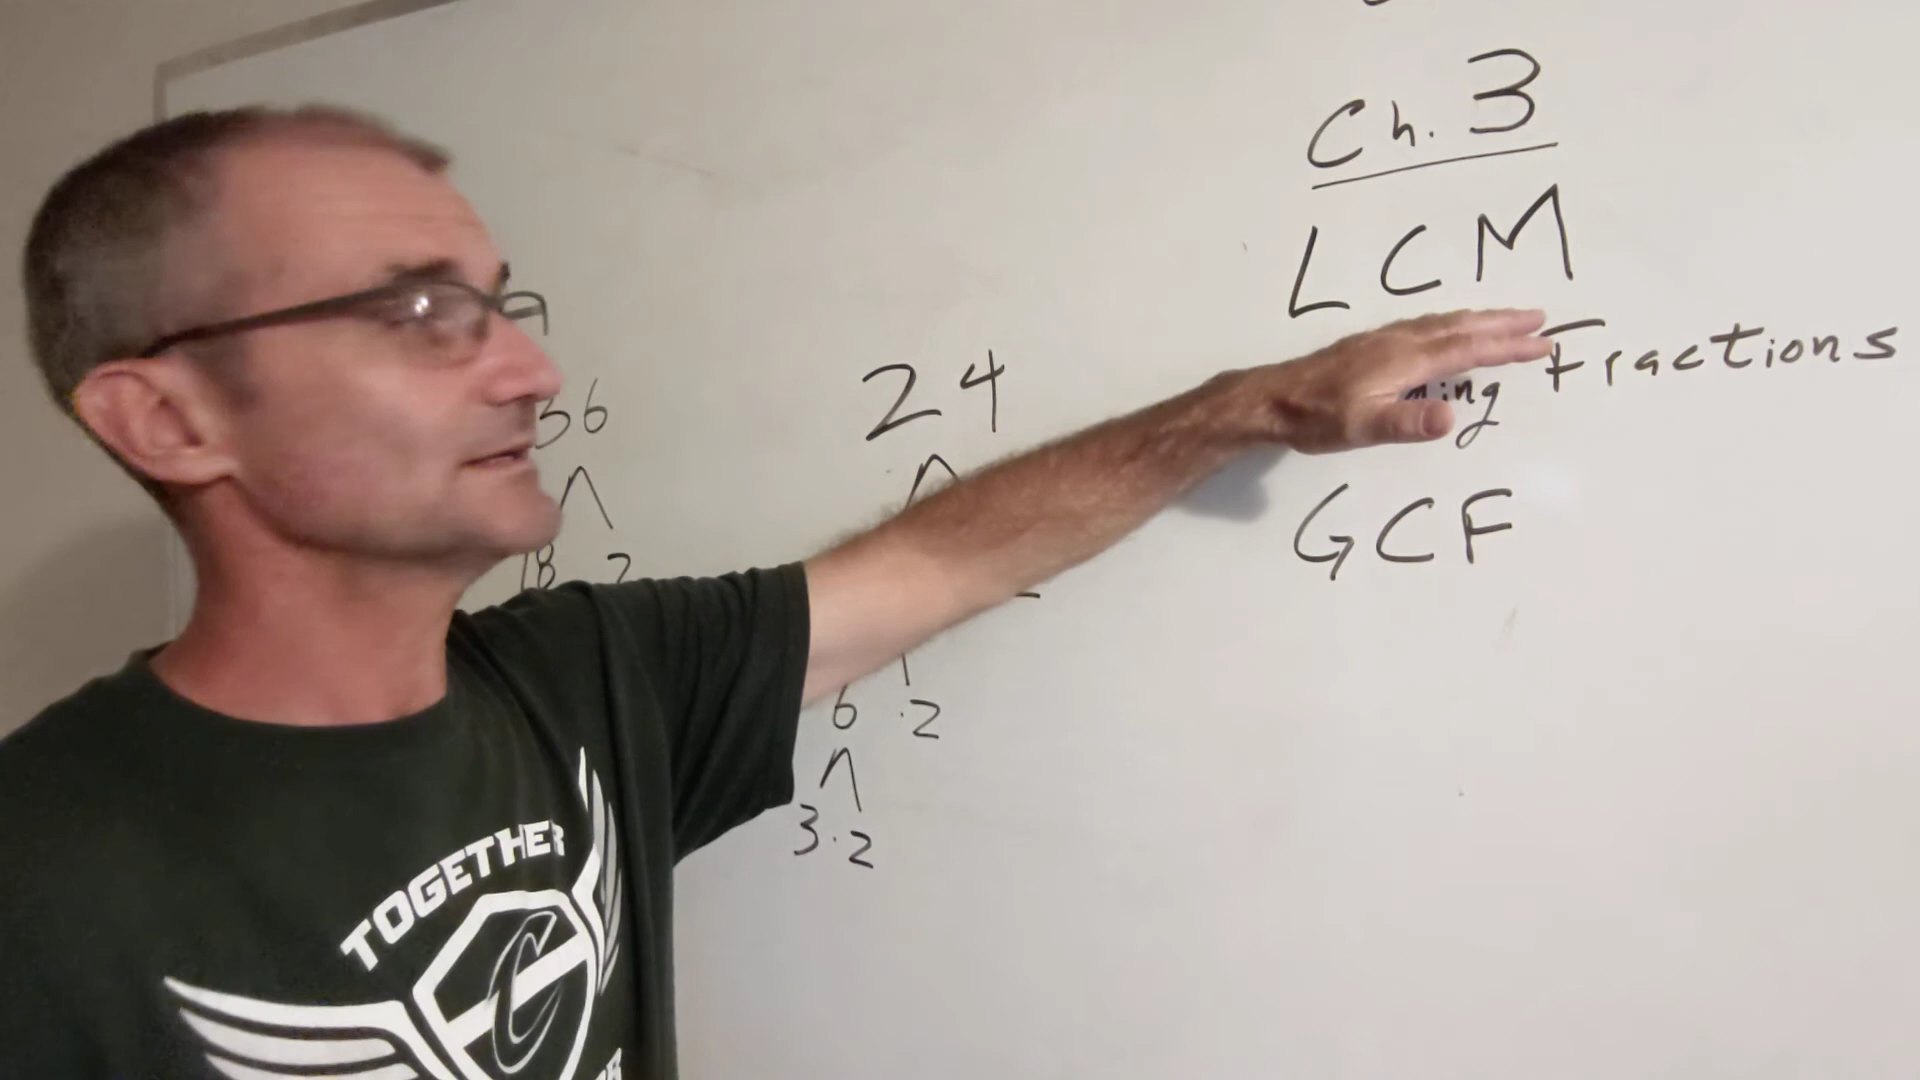 Ch. 3
LCM
Fractions
GCF
36
18 2
24
6 · 2
3 · 2
TOGETHER